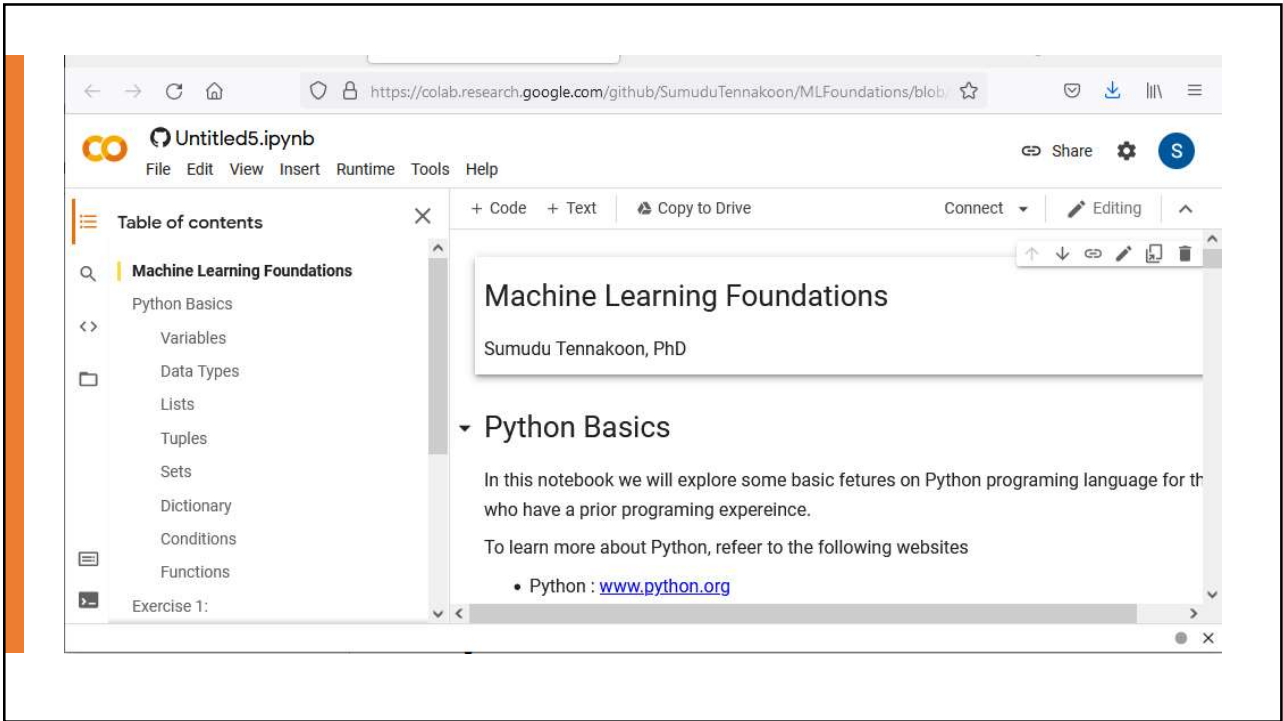 https://colab.research.google.com/github/SumuduTennakoon/MLFoundations/blob/
Untitled5.ipynb
File Edit View Insert Runtime Tools Help
Share
S
Table of contents
Machine Learning Foundations
Python Basics
Variables
Data Types
Lists
Tuples
Sets
Dictionary
Conditions
Functions
Exercise 1:
+ Code + Text Copy to Drive Connect Editing
Machine Learning Foundations
Sumudu Tennakoon, PhD
Python Basics
In this notebook we will explore some basic fetures on Python programing language for th
who have a prior programing expereince.
To learn more about Python, refeer to the following websites
• Python : www.python.org